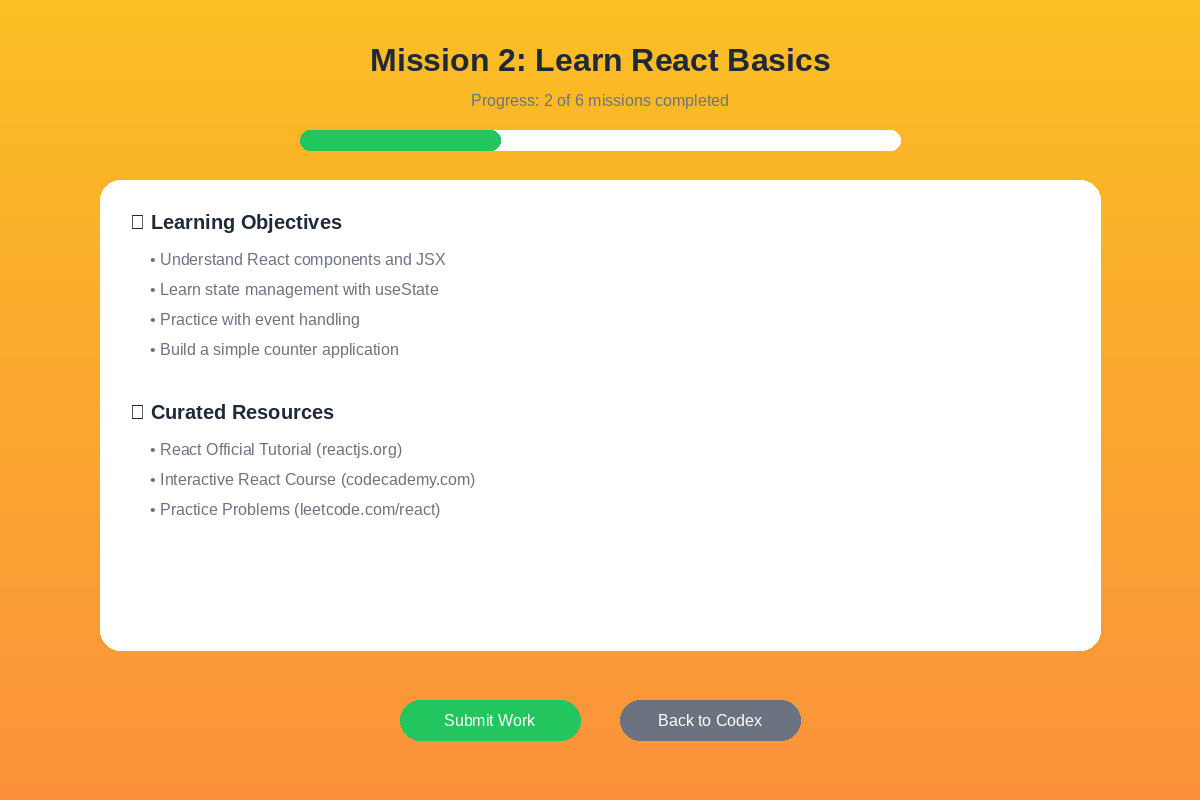 Mission 2: Learn React Basics
Progress: 2 of 6 missions completed
Learning Objectives
• Understand React components and JSX
• Learn state management with useState
• Practice with event handling
• Build a simple counter application
Curated Resources
• React Official Tutorial (reactjs.org)
• Interactive React Course (codecademy.com)
• Practice Problems (leetcode.com/react)
Submit Work
Back to Codex